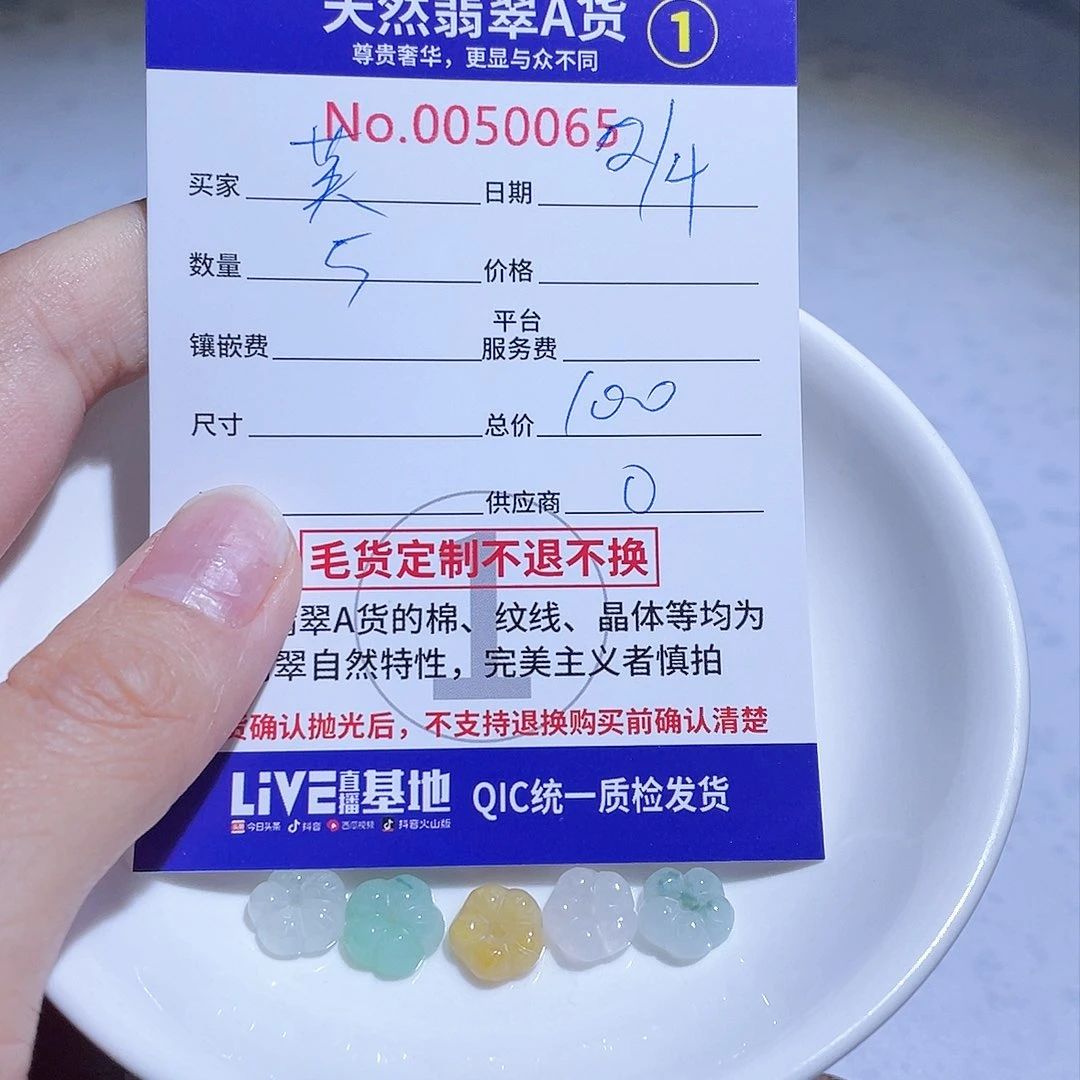 天然翡翠A货 1
尊贵奢华，更显与众不同
No.0050065
买家 芙 日期 2/4
数量 5 价格
镶嵌费 平台服务费
尺寸 总价 100
供应商 0
毛货定制不退不换
翡翠A货的棉、纹线、晶体等均为
翠自然特性，完美主义者慎拍
货确认抛光后，不支持退换购买前确认清楚
LiVE直播基地 QIC统一质检发货
今日头条 抖音 西瓜视频 抖音火山版